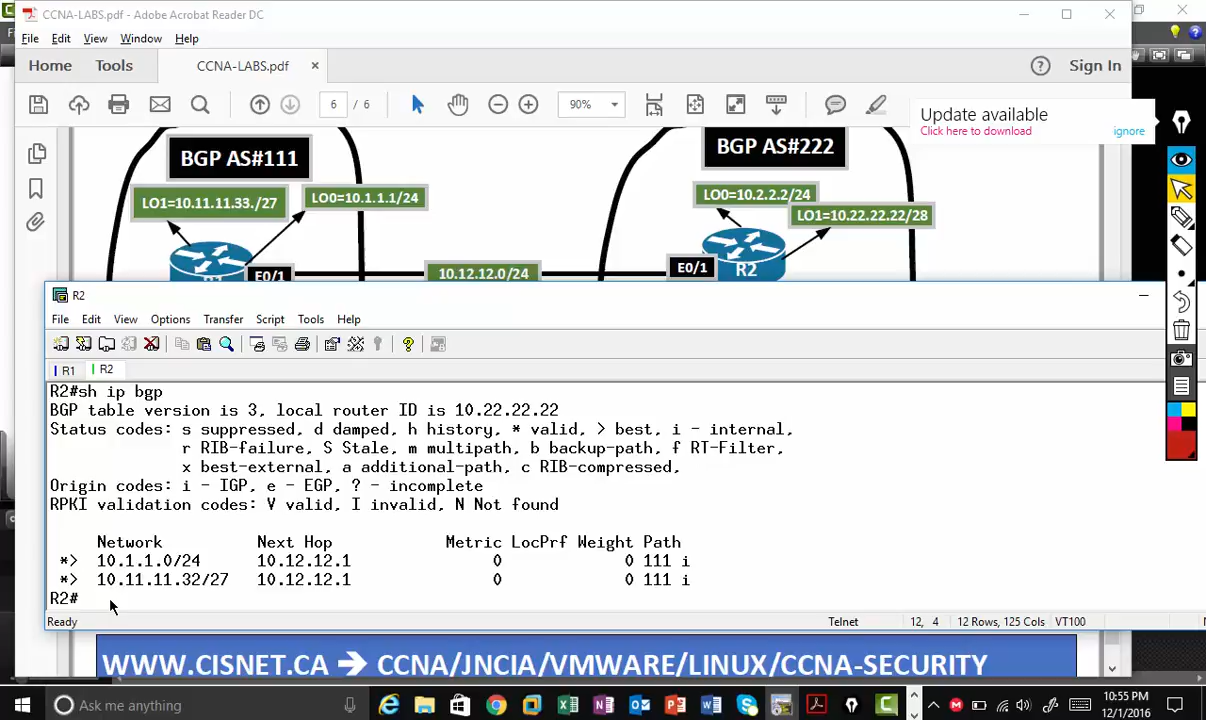 CCNA-LABS.pdf - Adobe Acrobat Reader DC
File Edit View Window Help
Home Tools CCNA-LABS.pdf × Sign In
6 / 6 90%
Update available
Click here to download ignore
BGP AS#111
BGP AS#222
LO1=10.11.11.33./27
LO0=10.1.1.1/24
LO0=10.2.2.2/24
LO1=10.22.22.22/28
E0/1
10.12.12.0/24
E0/1
R2
R2
File Edit View Options Transfer Script Tools Help
R1 R2
R2#sh ip bgp
BGP table version is 3, local router ID is 10.22.22.22
Status codes: s suppressed, d damped, h history, * valid, > best, i - internal,
r RIB-failure, S Stale, m multipath, b backup-path, f RT-Filter,
x best-external, a additional-path, c RIB-compressed,
Origin codes: i - IGP, e - EGP, ? - incomplete
RPKI validation codes: V valid, I invalid, N Not found
Network Next Hop Metric LocPrf Weight Path
*> 10.1.1.0/24 10.12.12.1 0 0 111 i
*> 10.11.11.32/27 10.12.12.1 0 0 111 i
R2#
Ready Telnet 12, 4 12 Rows, 125 Cols VT100
WWW.CISNET.CA ➔ CCNA/JNCIA/VMWARE/LINUX/CCNA-SECURITY
Ask me anything
10:55 PM
12/1/2016